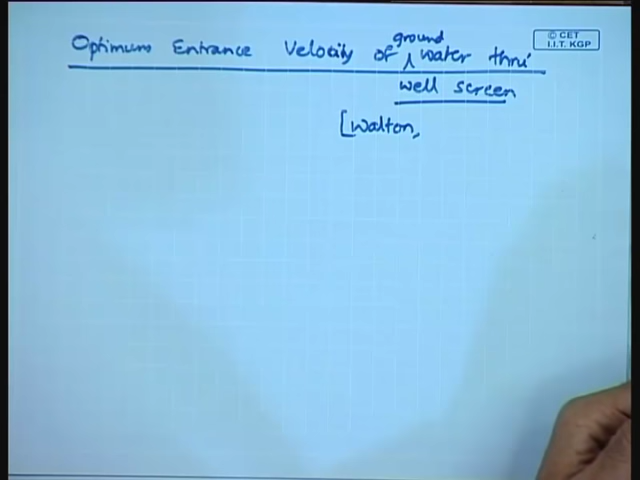 Optimum Entrance Velocity of ground water thru'
well screen
[Walton,
© CET
I.I.T. KGP